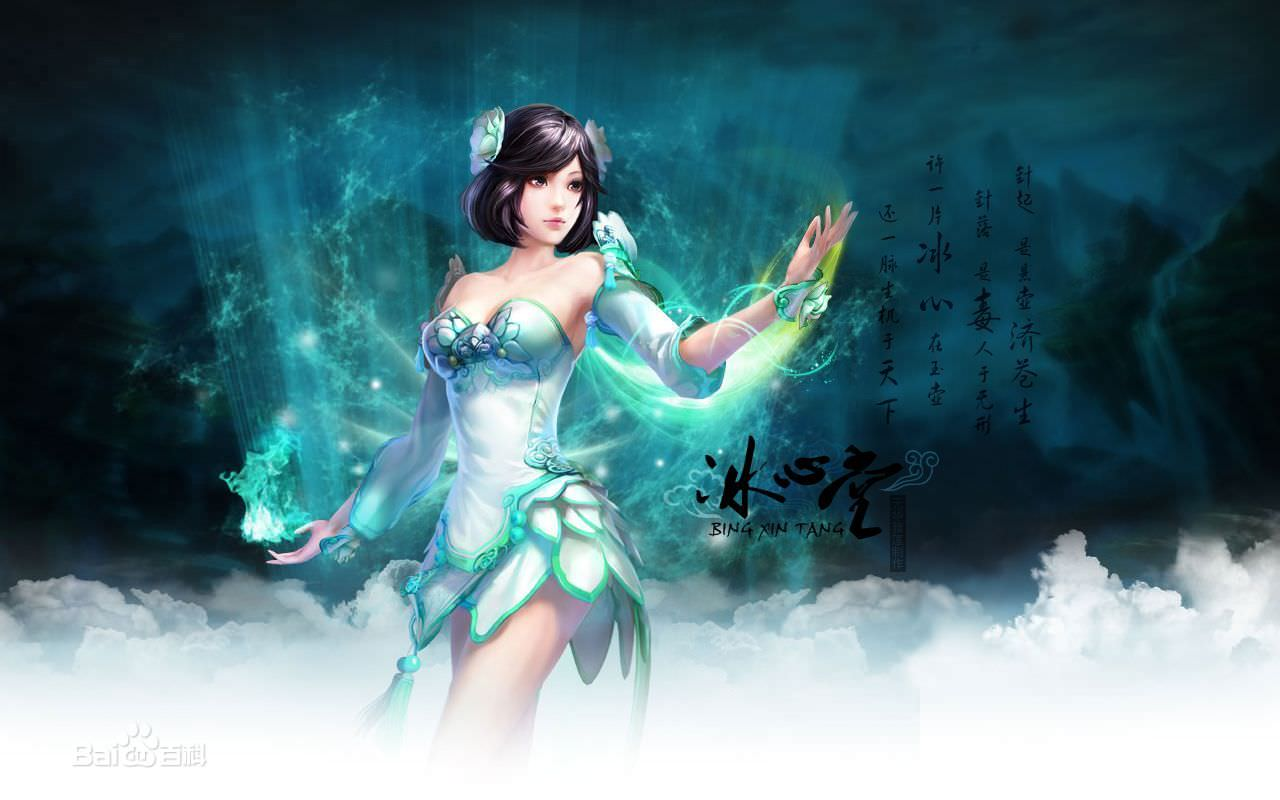 针起 是悬壶济苍生
针落 是毒人于无形
许一片冰心在玉壶
还一脉生机于天下
冰心堂
BING XIN TANG
Bai百科